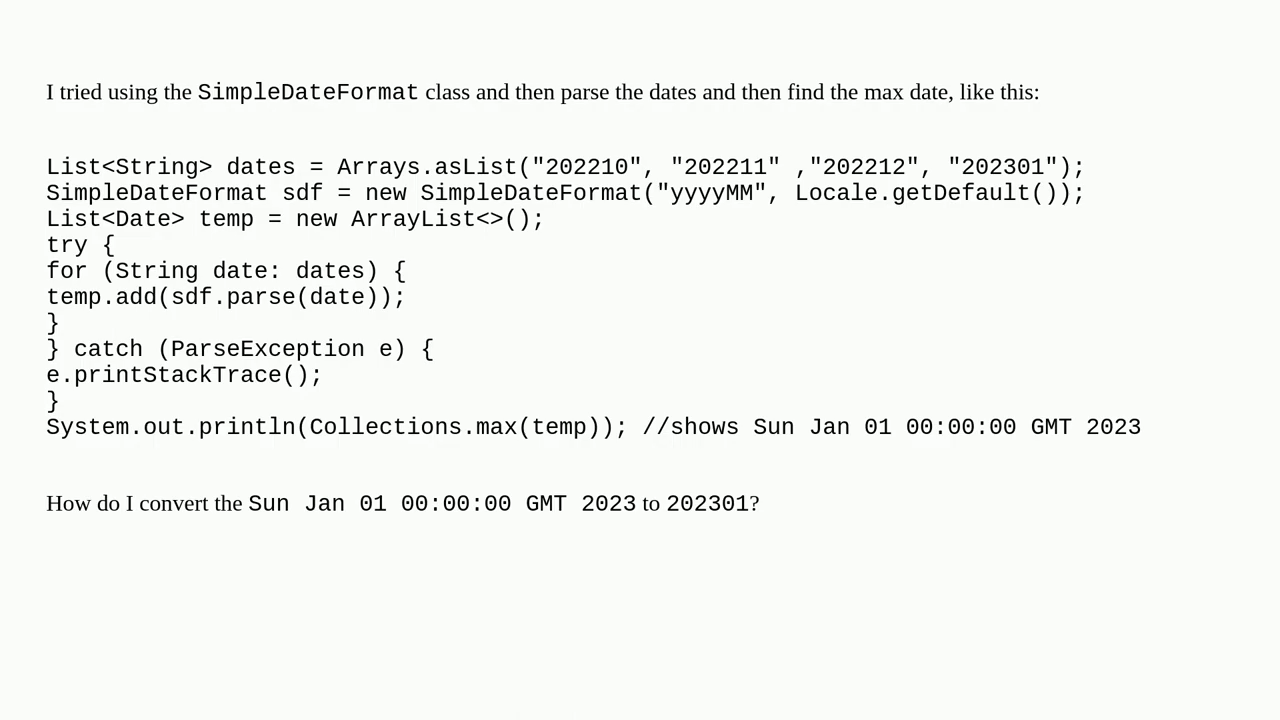 I tried using the SimpleDateFormat class and then parse the dates and then find the max date, like this:
List<String> dates = Arrays.asList("202210", "202211" ,"202212", "202301");
SimpleDateFormat sdf = new SimpleDateFormat("yyyyMM", Locale.getDefault());
List<Date> temp = new ArrayList<>();
try {
for (String date: dates) {
temp.add(sdf.parse(date));
}
} catch (ParseException e) {
e.printStackTrace();
}
System.out.println(Collections.max(temp)); //shows Sun Jan 01 00:00:00 GMT 2023
How do I convert the Sun Jan 01 00:00:00 GMT 2023 to 202301?